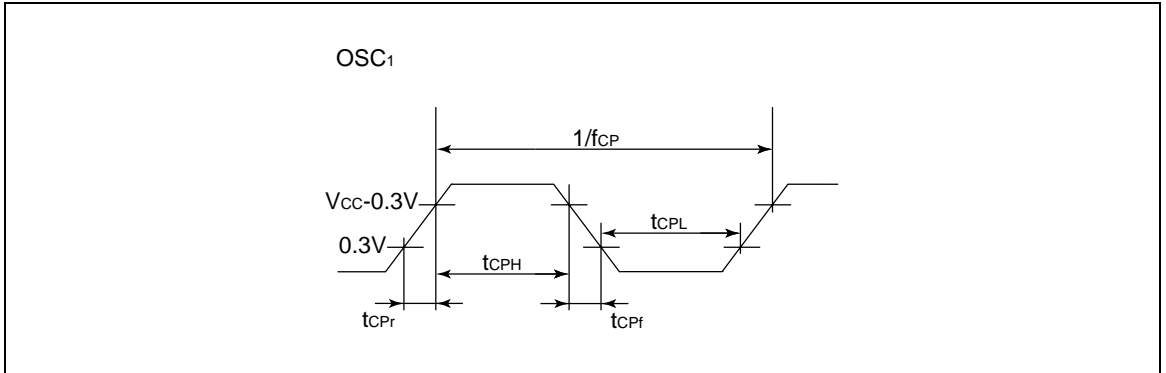 OSC1
1/fCP
VCC-0.3V
tCPL
0.3V
tCPH
tCPr
tCPf